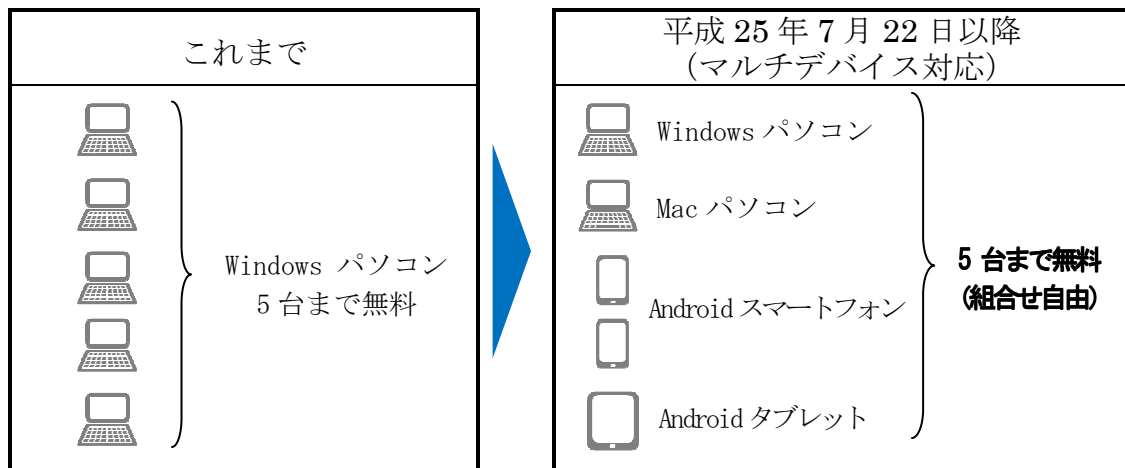 これまで
Windows パソコン
5台まで無料
平成 25 年 7 月 22 日以降
(マルチデバイス対応)
Windows パソコン
Mac パソコン
Android スマートフォン
Android タブレット
5 台まで無料
(組合せ自由)